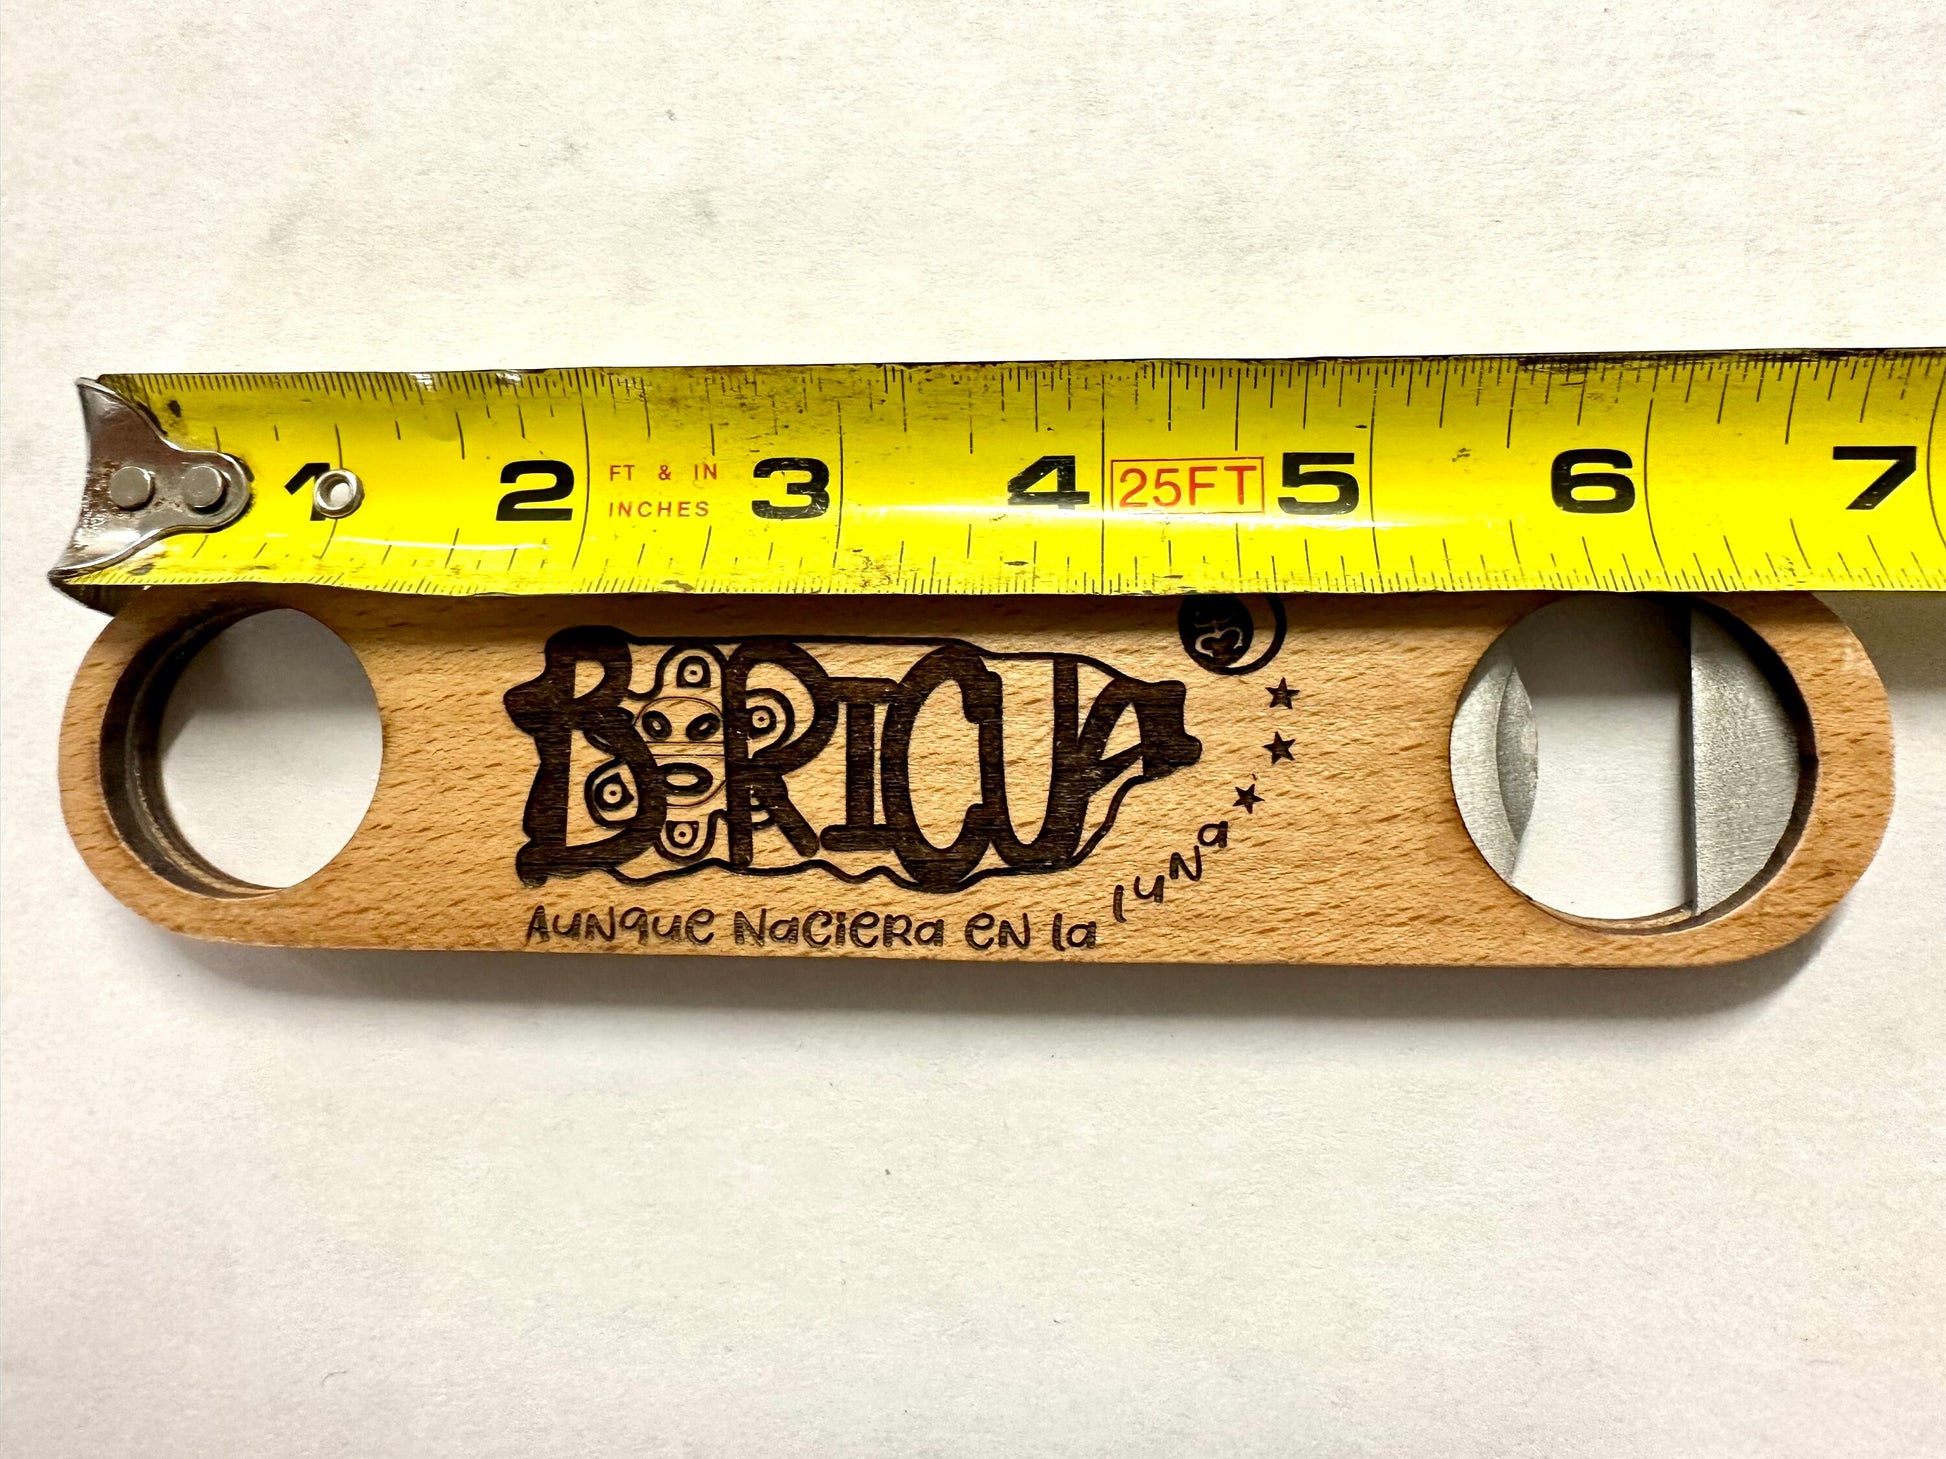 1 2 FT & IN 3 4 25FT 5 6 7
INCHES
BORICUA
AUNQUE NACIERA EN la lUNa